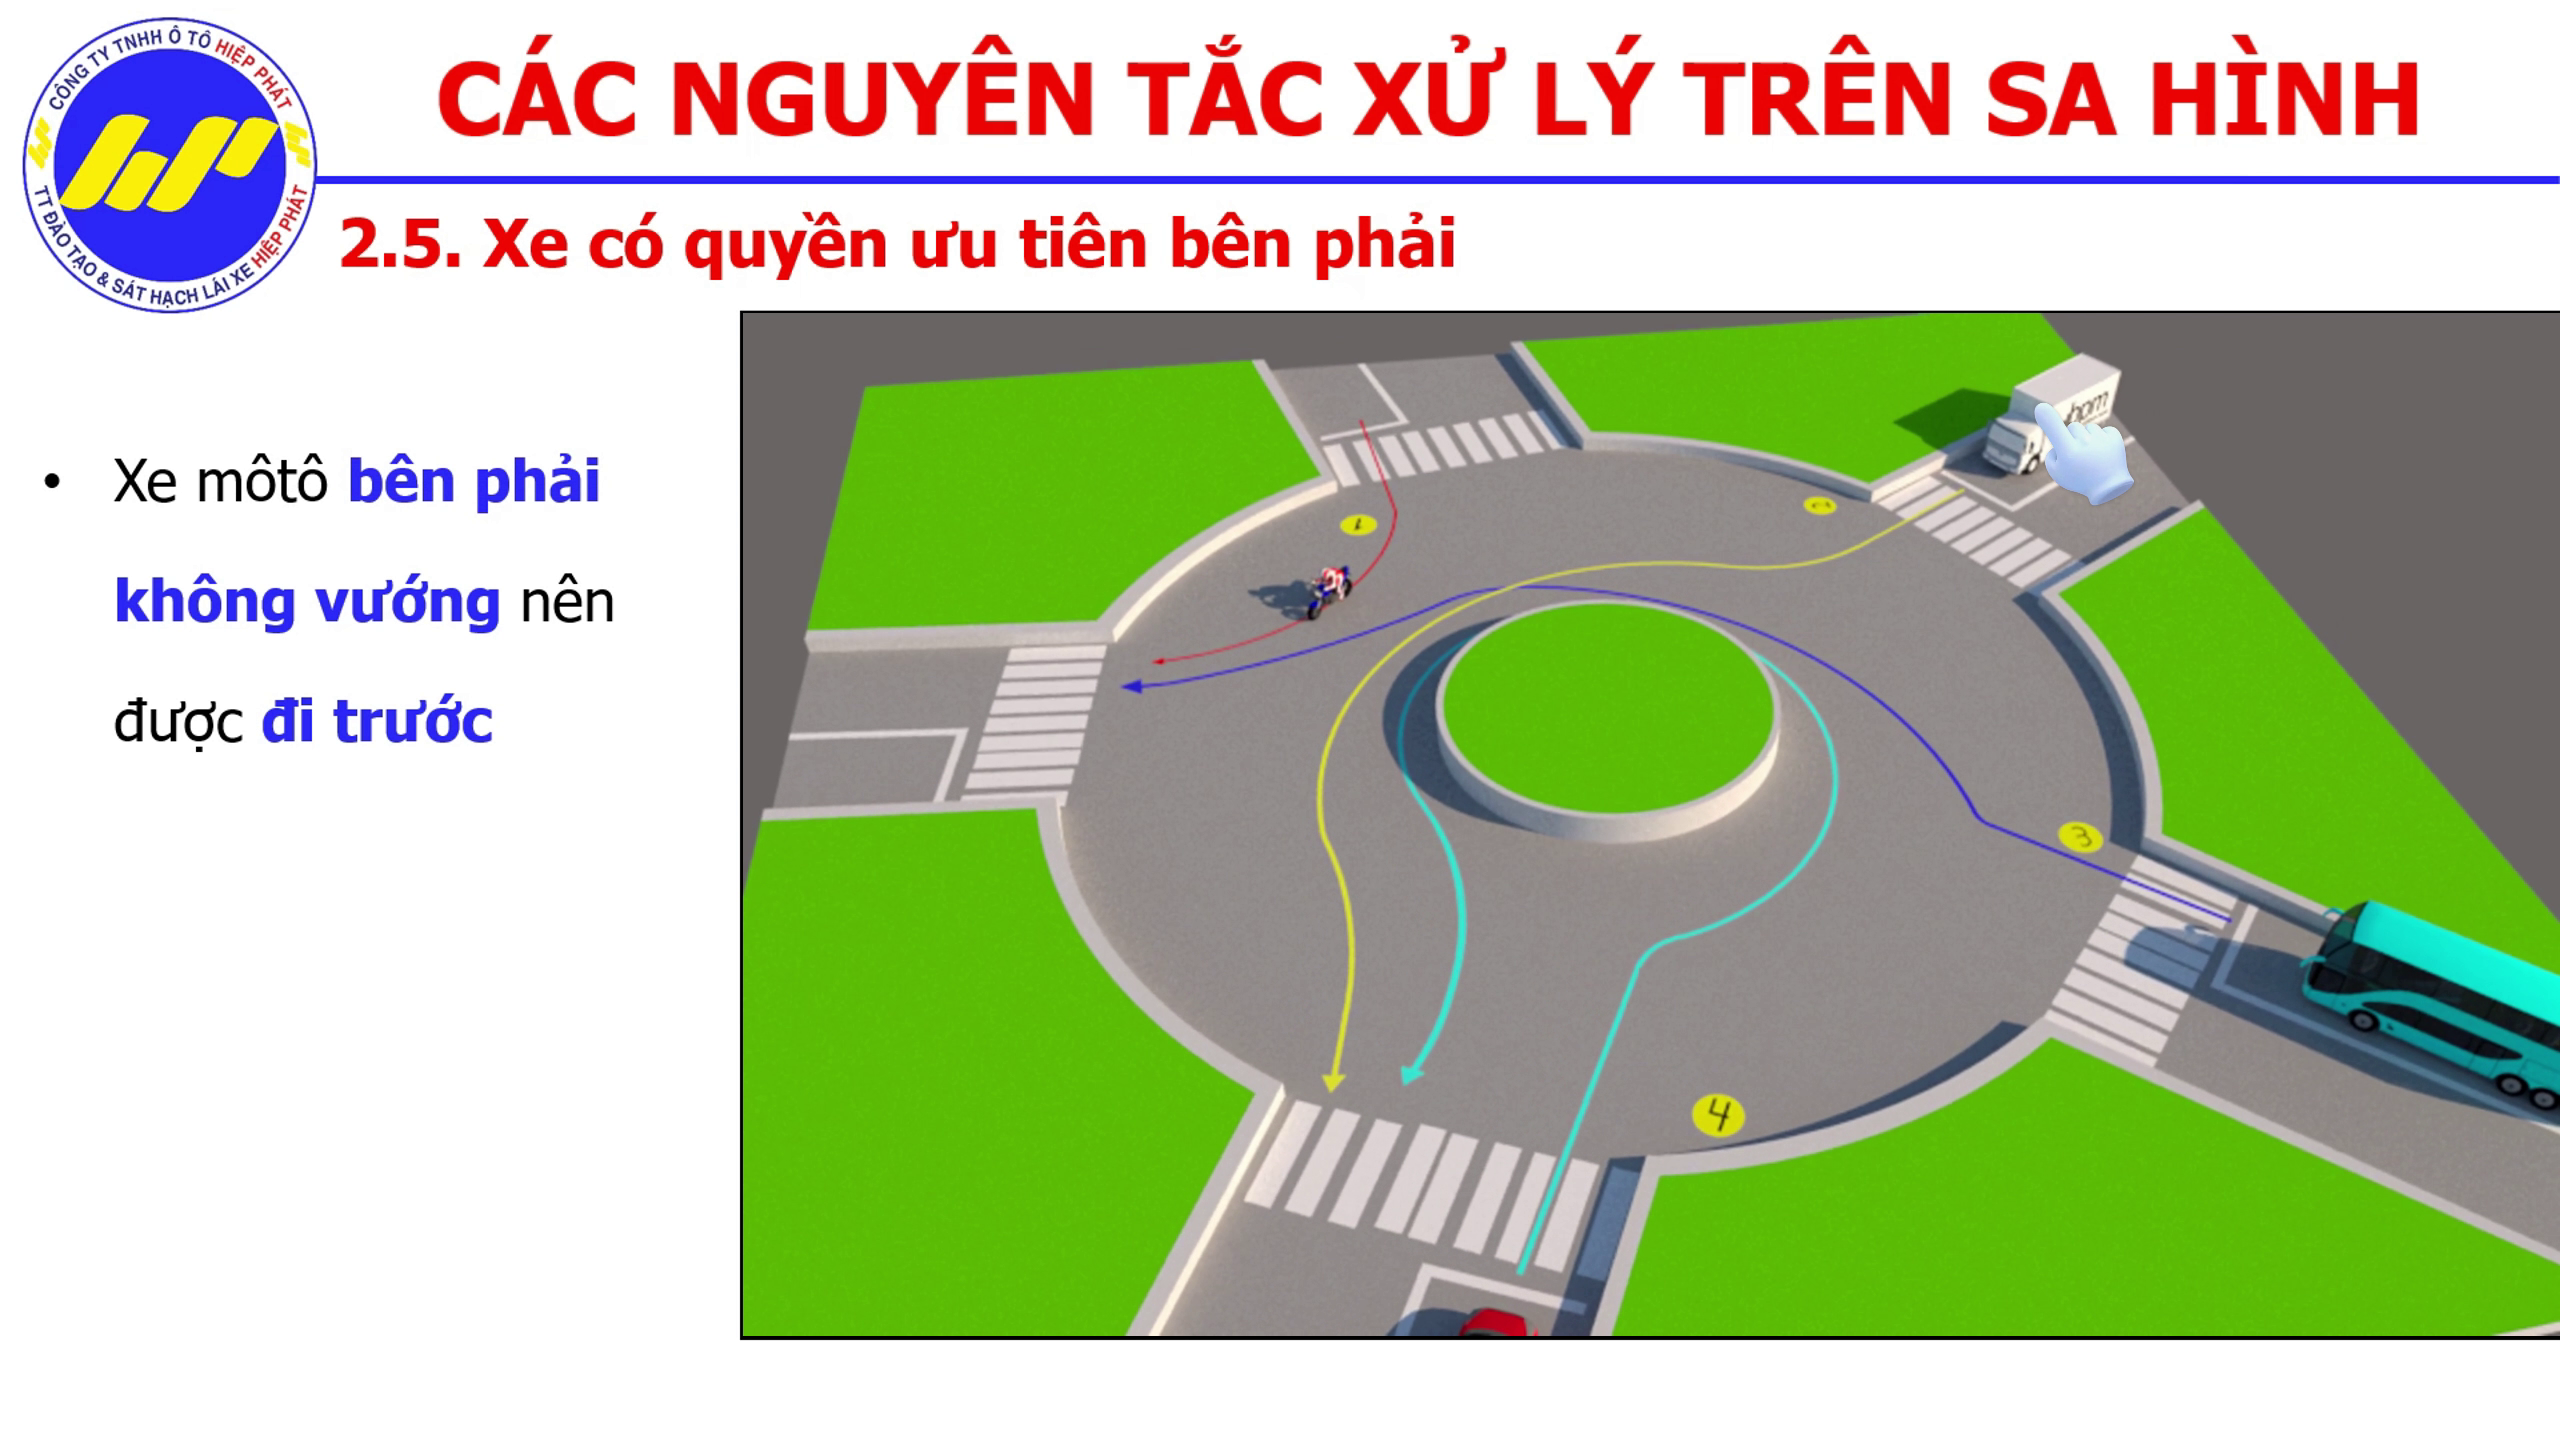 CÔNG TY TNHH Ô TÔ HIỆP PHÁT
TT ĐÀO TẠO & SÁT HẠCH LÁI XE HIỆP PHÁT
CÁC NGUYÊN TẮC XỬ LÝ TRÊN SA HÌNH
2.5. Xe có quyền ưu tiên bên phải
• Xe môtô bên phải
không vướng nên
được đi trước
1
2
3
4